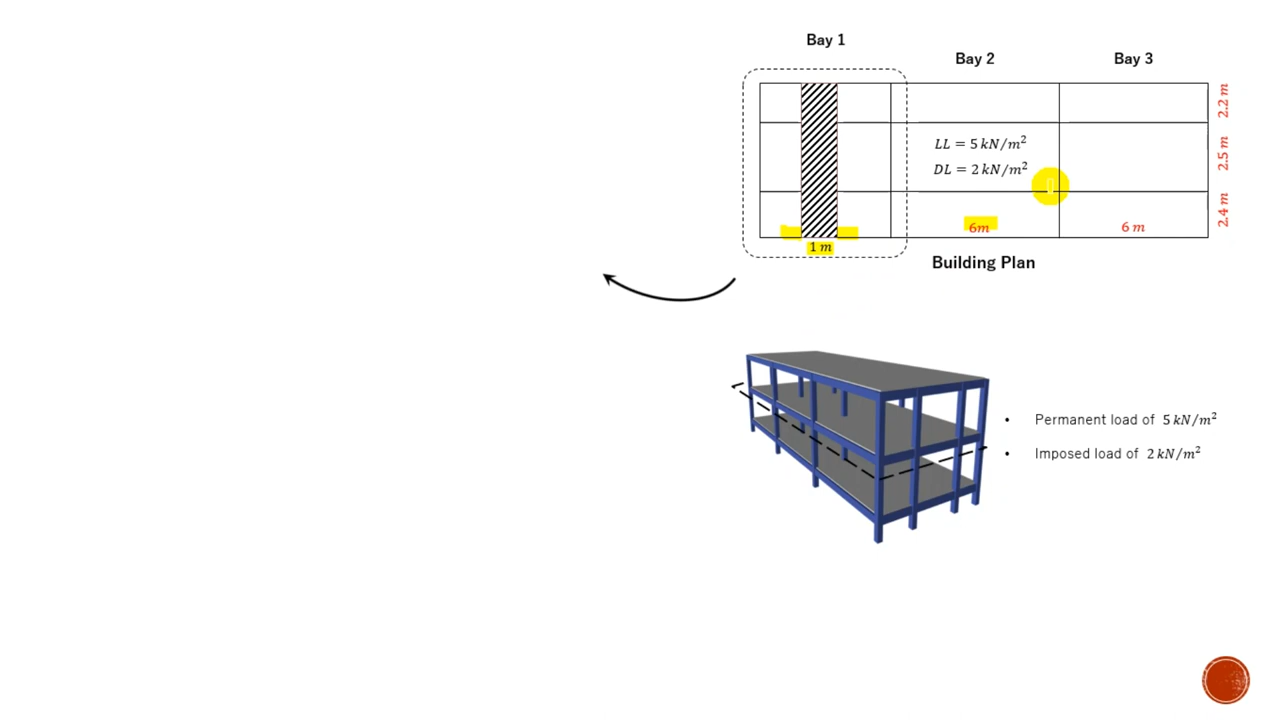 Bay 1
Bay 2
Bay 3
2.2 m
LL = 5 kN/m²
2.5 m
DL = 2 kN/m²
2.4 m
6m
6 m
1 m
Building Plan
• Permanent load of 5 kN/m²
• Imposed load of 2 kN/m²